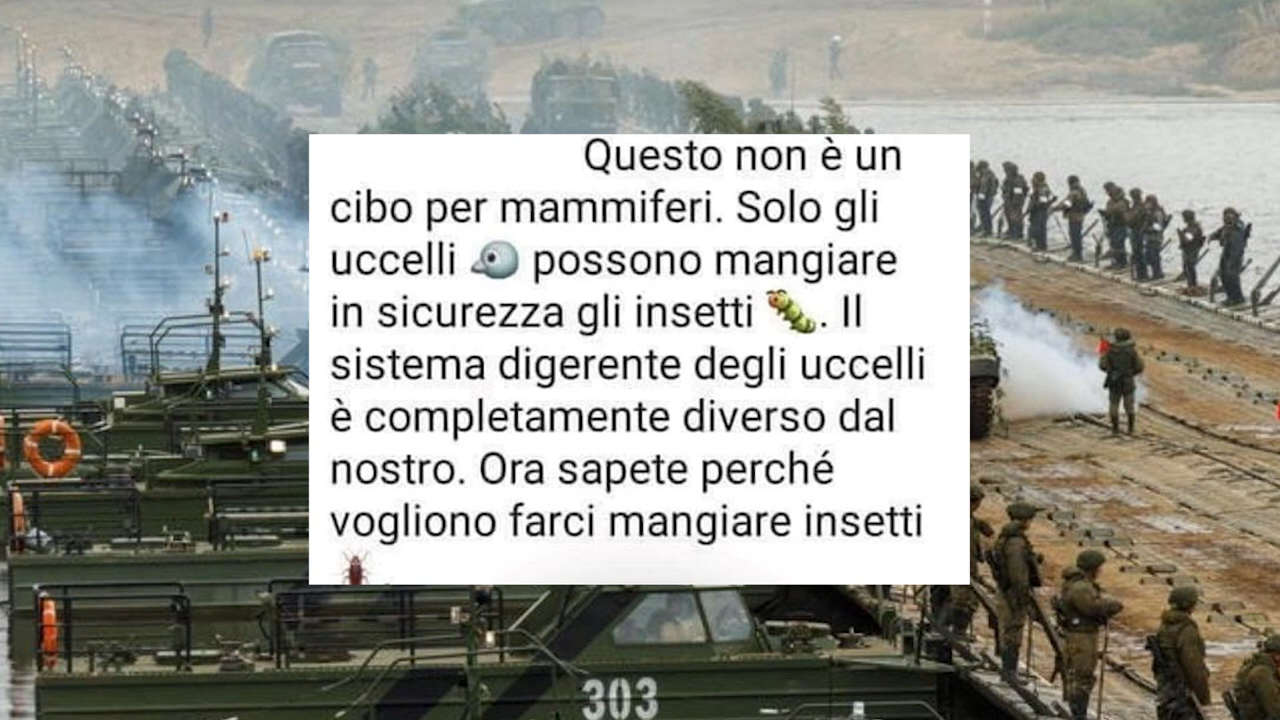 Questo non è un
cibo per mammiferi. Solo gli
uccelli 🐦 possono mangiare
in sicurezza gli insetti 🐛. Il
sistema digerente degli uccelli
è completamente diverso dal
nostro. Ora sapete perché
vogliono farci mangiare insetti
🪳
303